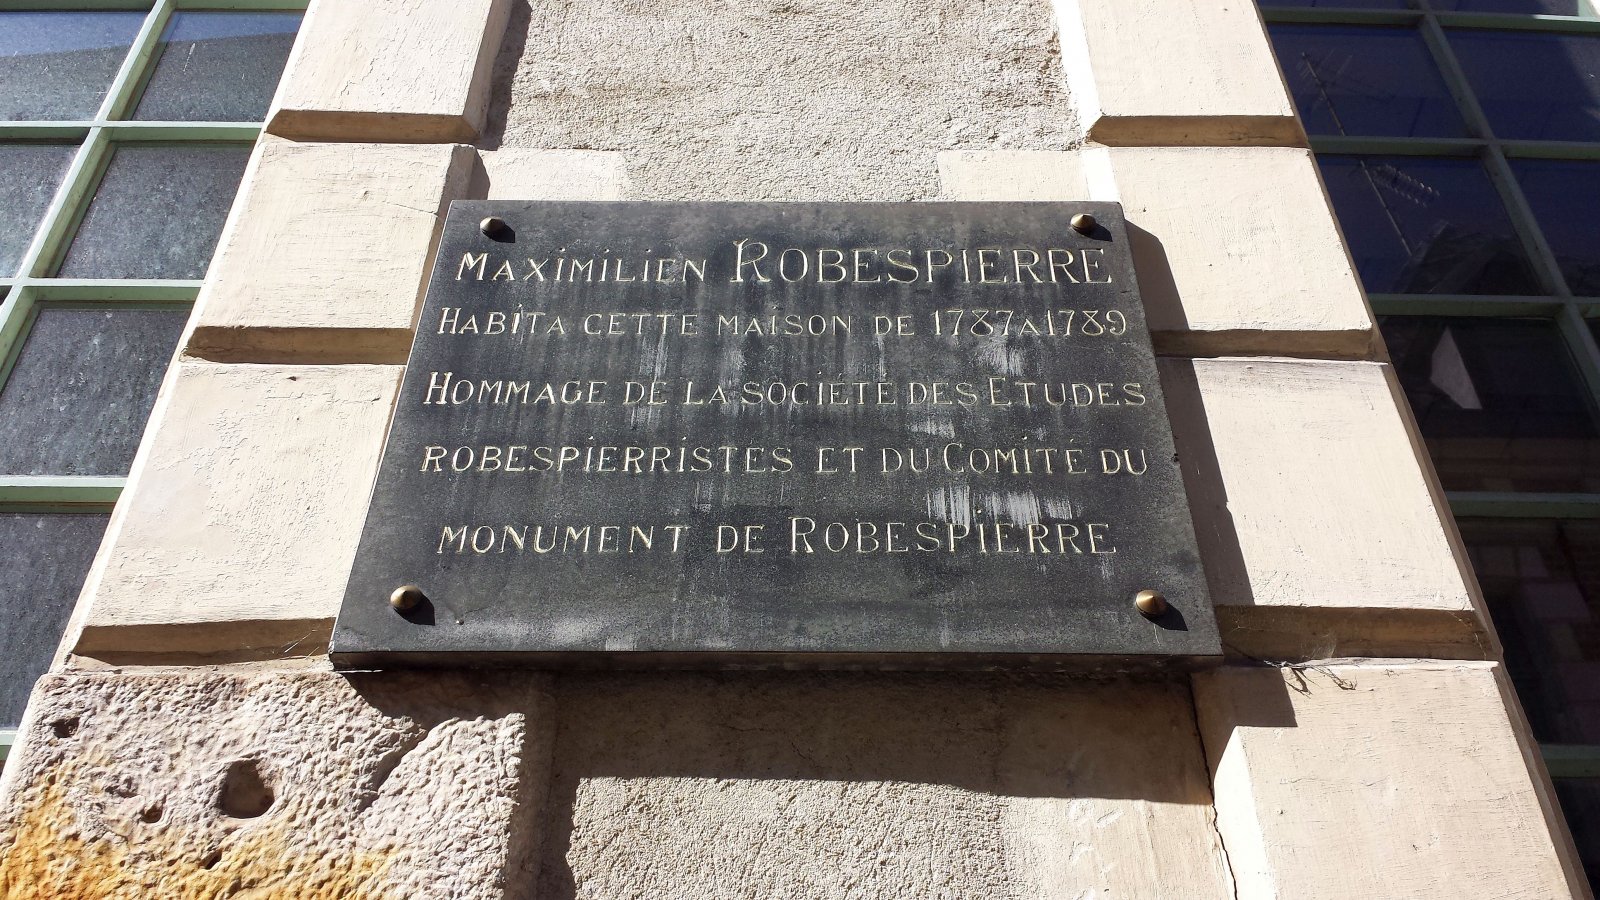 MAXIMILIEN ROBESPIERRE
HABITA CETTE MAISON DE 1787 A 1789
HOMMAGE DE LA SOCIÉTÉ DES ETUDES
ROBESPIERRISTES ET DU COMITÉ DU
MONUMENT DE ROBESPIERRE